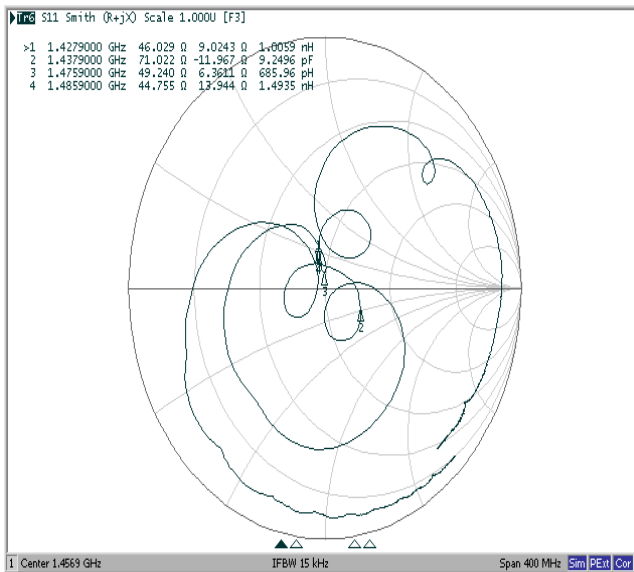 Tr6 S11 Smith (R+jX) Scale 1.000U [F3]
>1 1.4279000 GHz 46.029 Ω 9.0243 Ω 1.0059 nH
2 1.4379000 GHz 71.022 Ω -11.967 Ω 9.2496 pF
3 1.4759000 GHz 49.240 Ω 6.3611 Ω 685.96 pH
4 1.4859000 GHz 44.755 Ω 13.944 Ω 1.4935 nH
3
2
1 Center 1.4569 GHz IFBW 15 kHz Span 400 MHz Sim PExt Cor